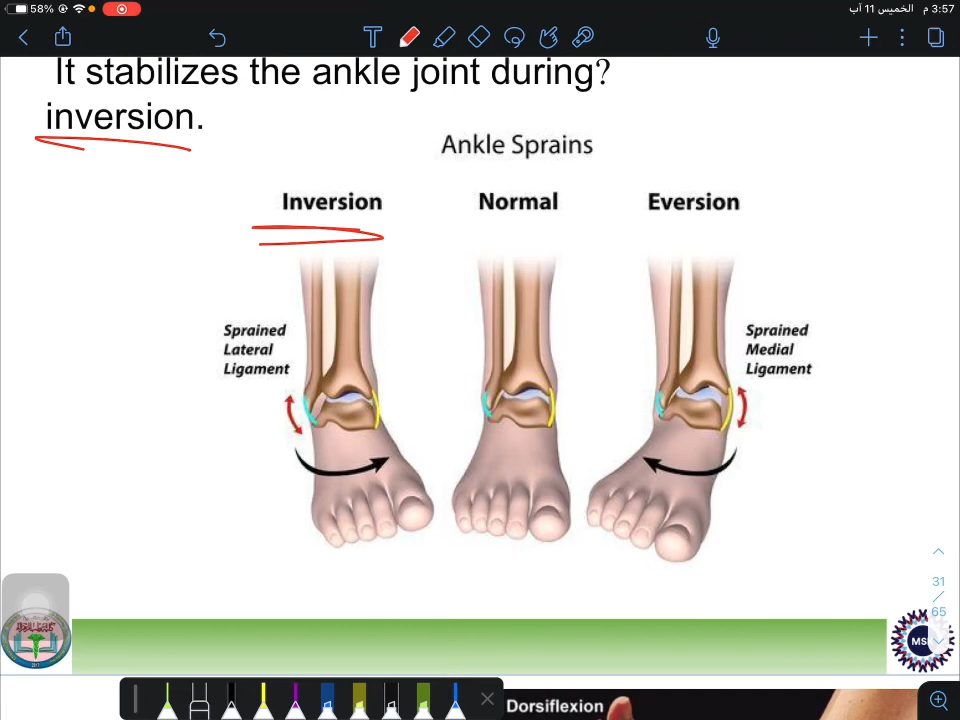 58%
3:57 م الخميس 11 آب
It stabilizes the ankle joint during?
inversion.
Ankle Sprains
Inversion Normal Eversion
Sprained
Lateral
Ligament
Sprained
Medial
Ligament
31
65
MS
Dorsiflexion